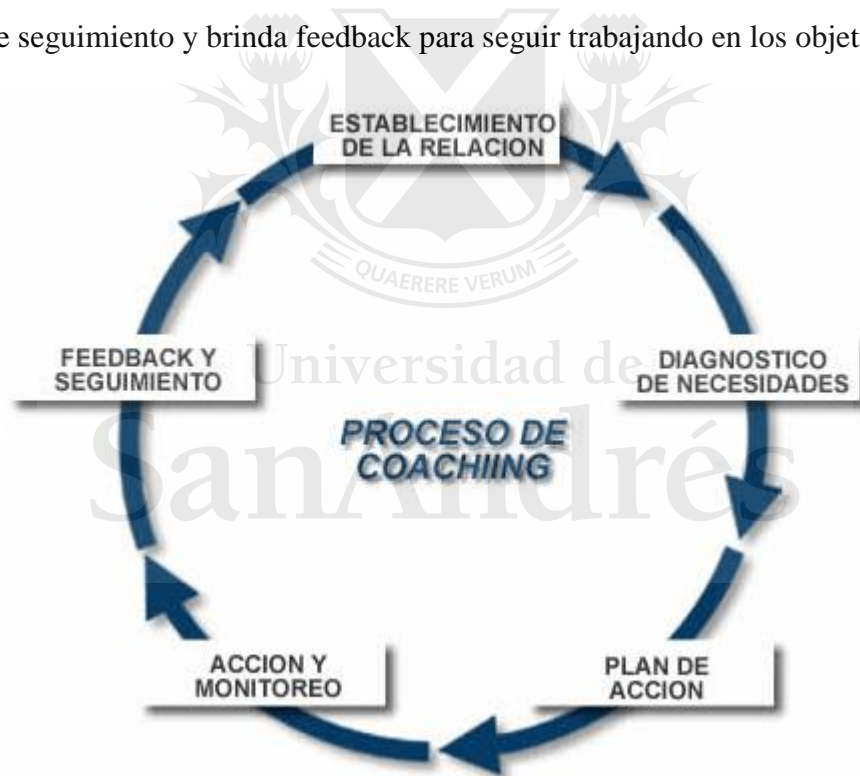 e seguimiento y brinda feedback para seguir trabajando en los objet
ESTABLECIMIENTO
DE LA RELACION
QUAERERE VERUM
FEEDBACK Y
SEGUIMIENTO
Universidad de
DIAGNOSTICO
DE NECESIDADES
PROCESO DE
COACHIING
SanAndrés
ACCION Y
MONITOREO
PLAN DE
ACCION